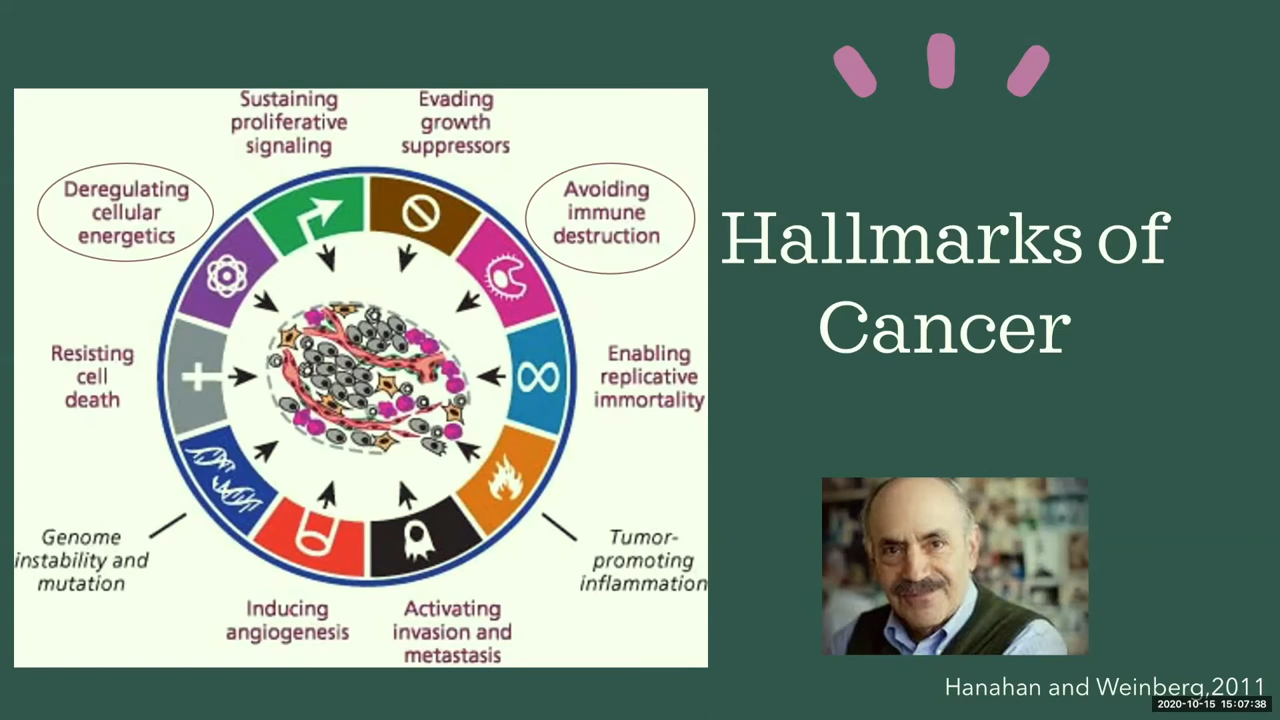 Sustaining
proliferative
signaling
Evading
growth
suppressors
Deregulating
cellular
energetics
Avoiding
immune
destruction
Hallmarks of
Cancer
Resisting
cell
death
Enabling
replicative
immortality
Genome
instability and
mutation
Tumor-
promoting
inflammation
Inducing
angiogenesis
Activating
invasion and
metastasis
Hanahan and Weinberg,2011
2020-10-15 15:07:38